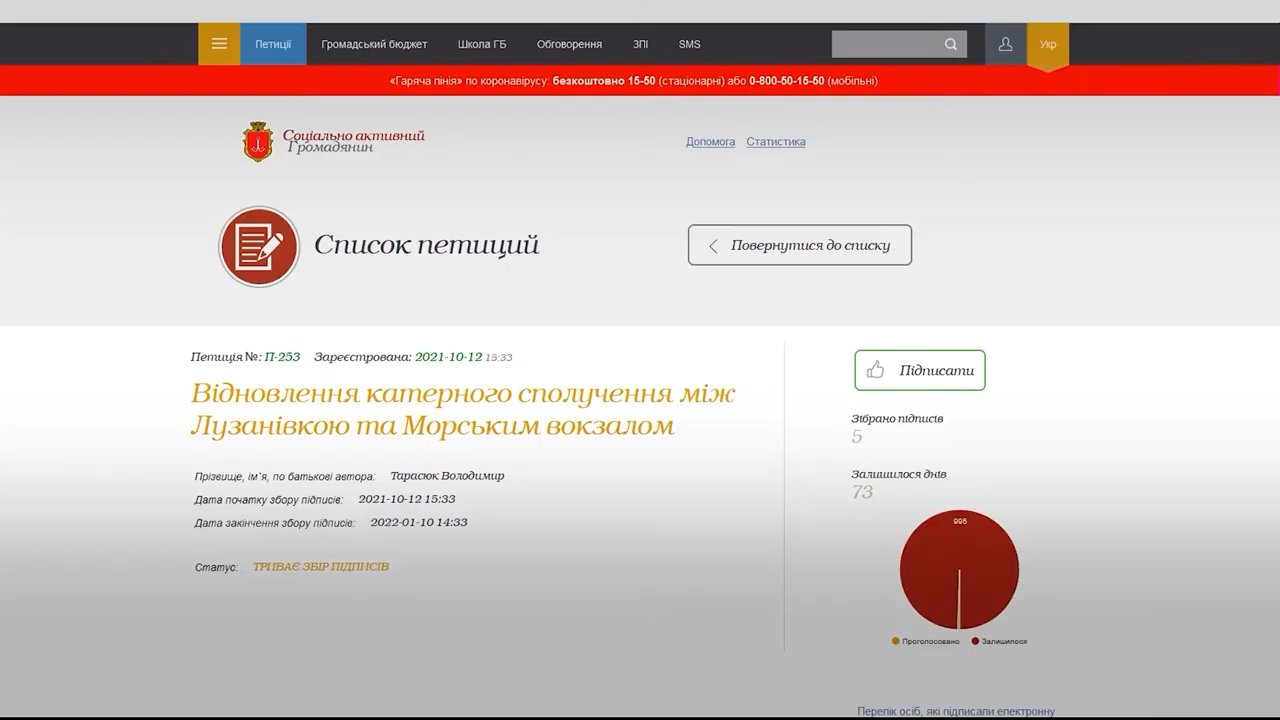 Петиції Громадський бюджет Школа ГБ Обговорення ЗПІ SMS Укр
«Гаряча лінія» по коронавірусу: безкоштовно 15-50 (стаціонарні) або 0-800-50-15-50 (мобільні)
Соціально активний
Громадянин
Допомога Статистика
Список петиций
Повернутися до списку
Петиція №: П-253 Зареєстрована: 2021-10-12 15:33
Підписати
Відновлення катерного сполучення між
Лузанівкою та Морським вокзалом
Зібрано підписів
5
Прізвище, ім`я, по батькові автора: Тарасюк Володимир
Дата початку збору підписів: 2021-10-12 15:33
Дата закінчення збору підписів: 2022-01-10 14:33
Залишилося днів
73
Статус: ТРИВАЄ ЗБІР ПІДПИСІВ
995
Проголосовано Залишилося
Перелік осіб, які підписали електронну